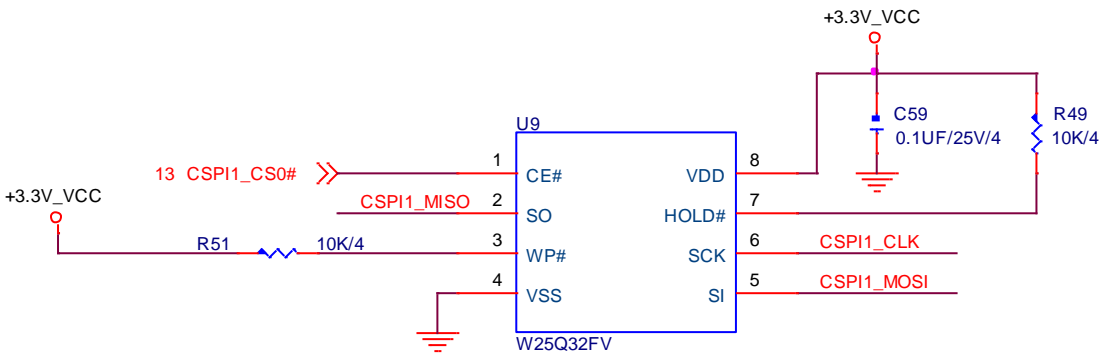 +3.3V_VCC
C59
0.1UF/25V/4
R49
10K/4
U9
13 CSPI1_CS0#
1
CE#
VDD
8
+3.3V_VCC
CSPI1_MISO
2
SO
HOLD#
7
R51
10K/4
3
WP#
SCK
6
CSPI1_CLK
4
VSS
SI
5
CSPI1_MOSI
W25Q32FV